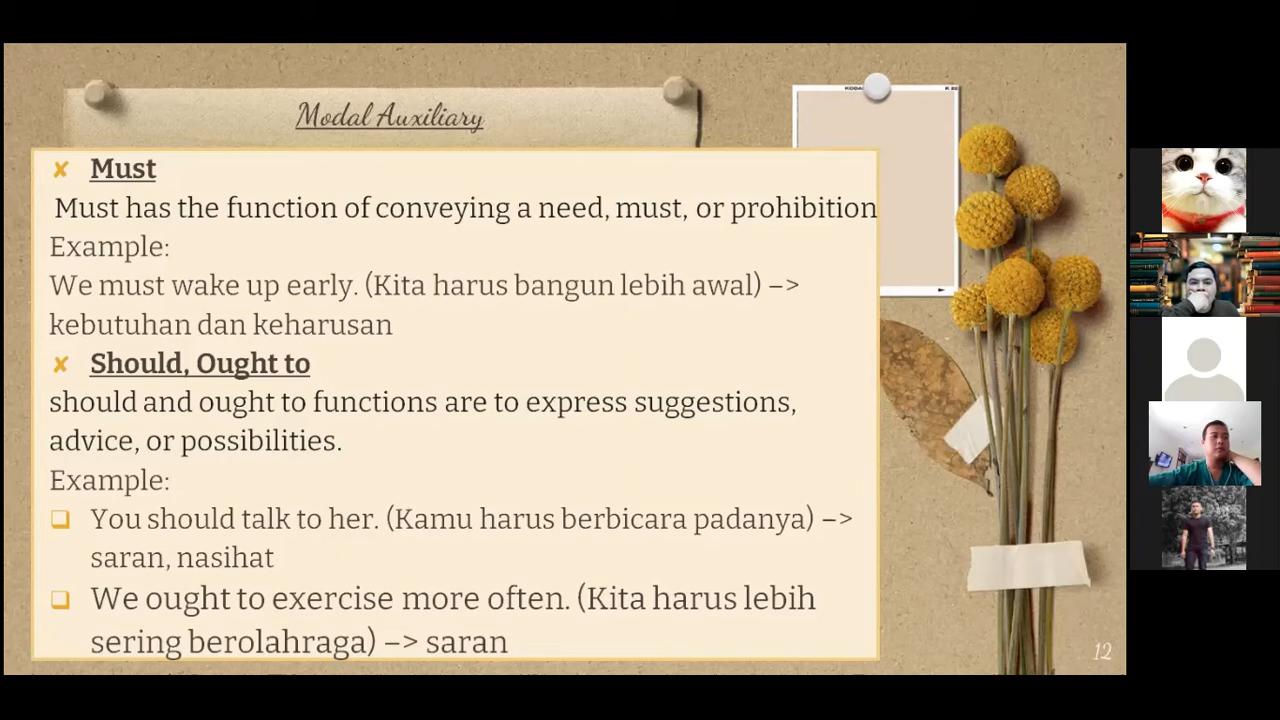 Modal Auxiliary
KODAK
✘ Must
Must has the function of conveying a need, must, or prohibition
Example:
We must wake up early. (Kita harus bangun lebih awal) –>
kebutuhan dan keharusan
✘ Should, Ought to
should and ought to functions are to express suggestions,
advice, or possibilities.
Example:
❑ You should talk to her. (Kamu harus berbicara padanya) –>
saran, nasihat
❑ We ought to exercise more often. (Kita harus lebih
sering berolahraga) –> saran
12